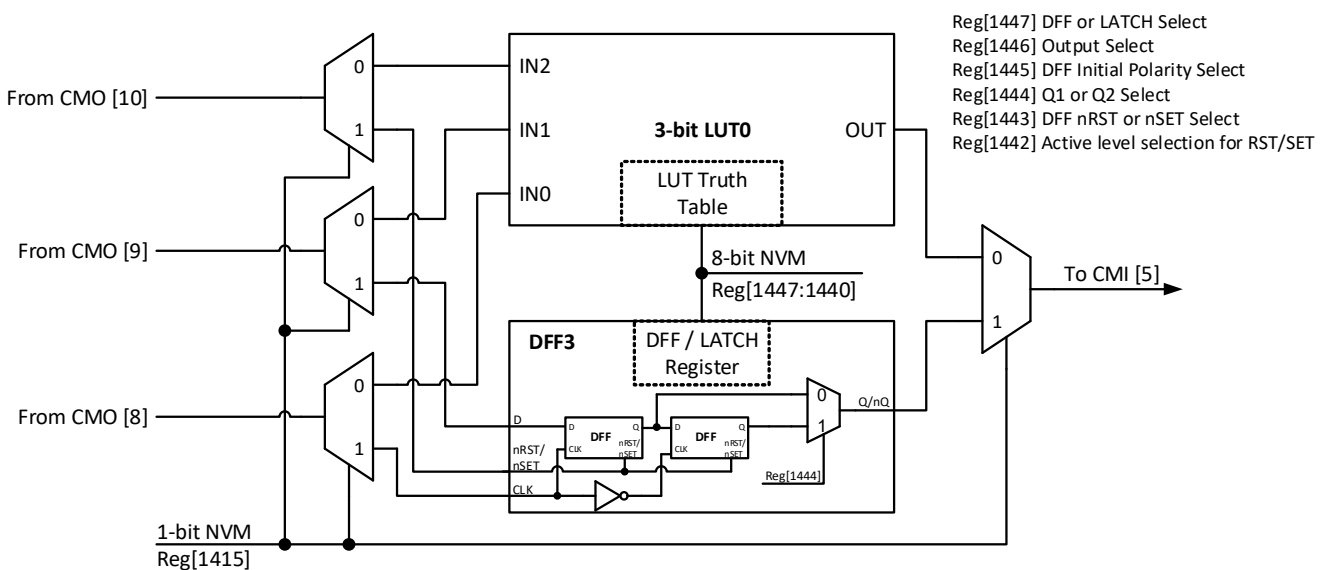 Reg[1447] DFF or LATCH Select
Reg[1446] Output Select
Reg[1445] DFF Initial Polarity Select
Reg[1444] Q1 or Q2 Select
Reg[1443] DFF nRST or nSET Select
Reg[1442] Active level selection for RST/SET
From CMO [10]
0
1
From CMO [9]
0
1
From CMO [8]
0
1
1-bit NVM
Reg[1415]
IN2
IN1
IN0
3-bit LUT0
OUT
LUT Truth
Table
8-bit NVM
Reg[1447:1440]
DFF3
DFF / LATCH
Register
D
nRST/
nSET
CLK
D
Q
DFF
CLK
nRST/
nSET
D
Q
DFF
CLK
nRST/
nSET
0
1
Reg[1444]
Q/nQ
0
1
To CMI [5]